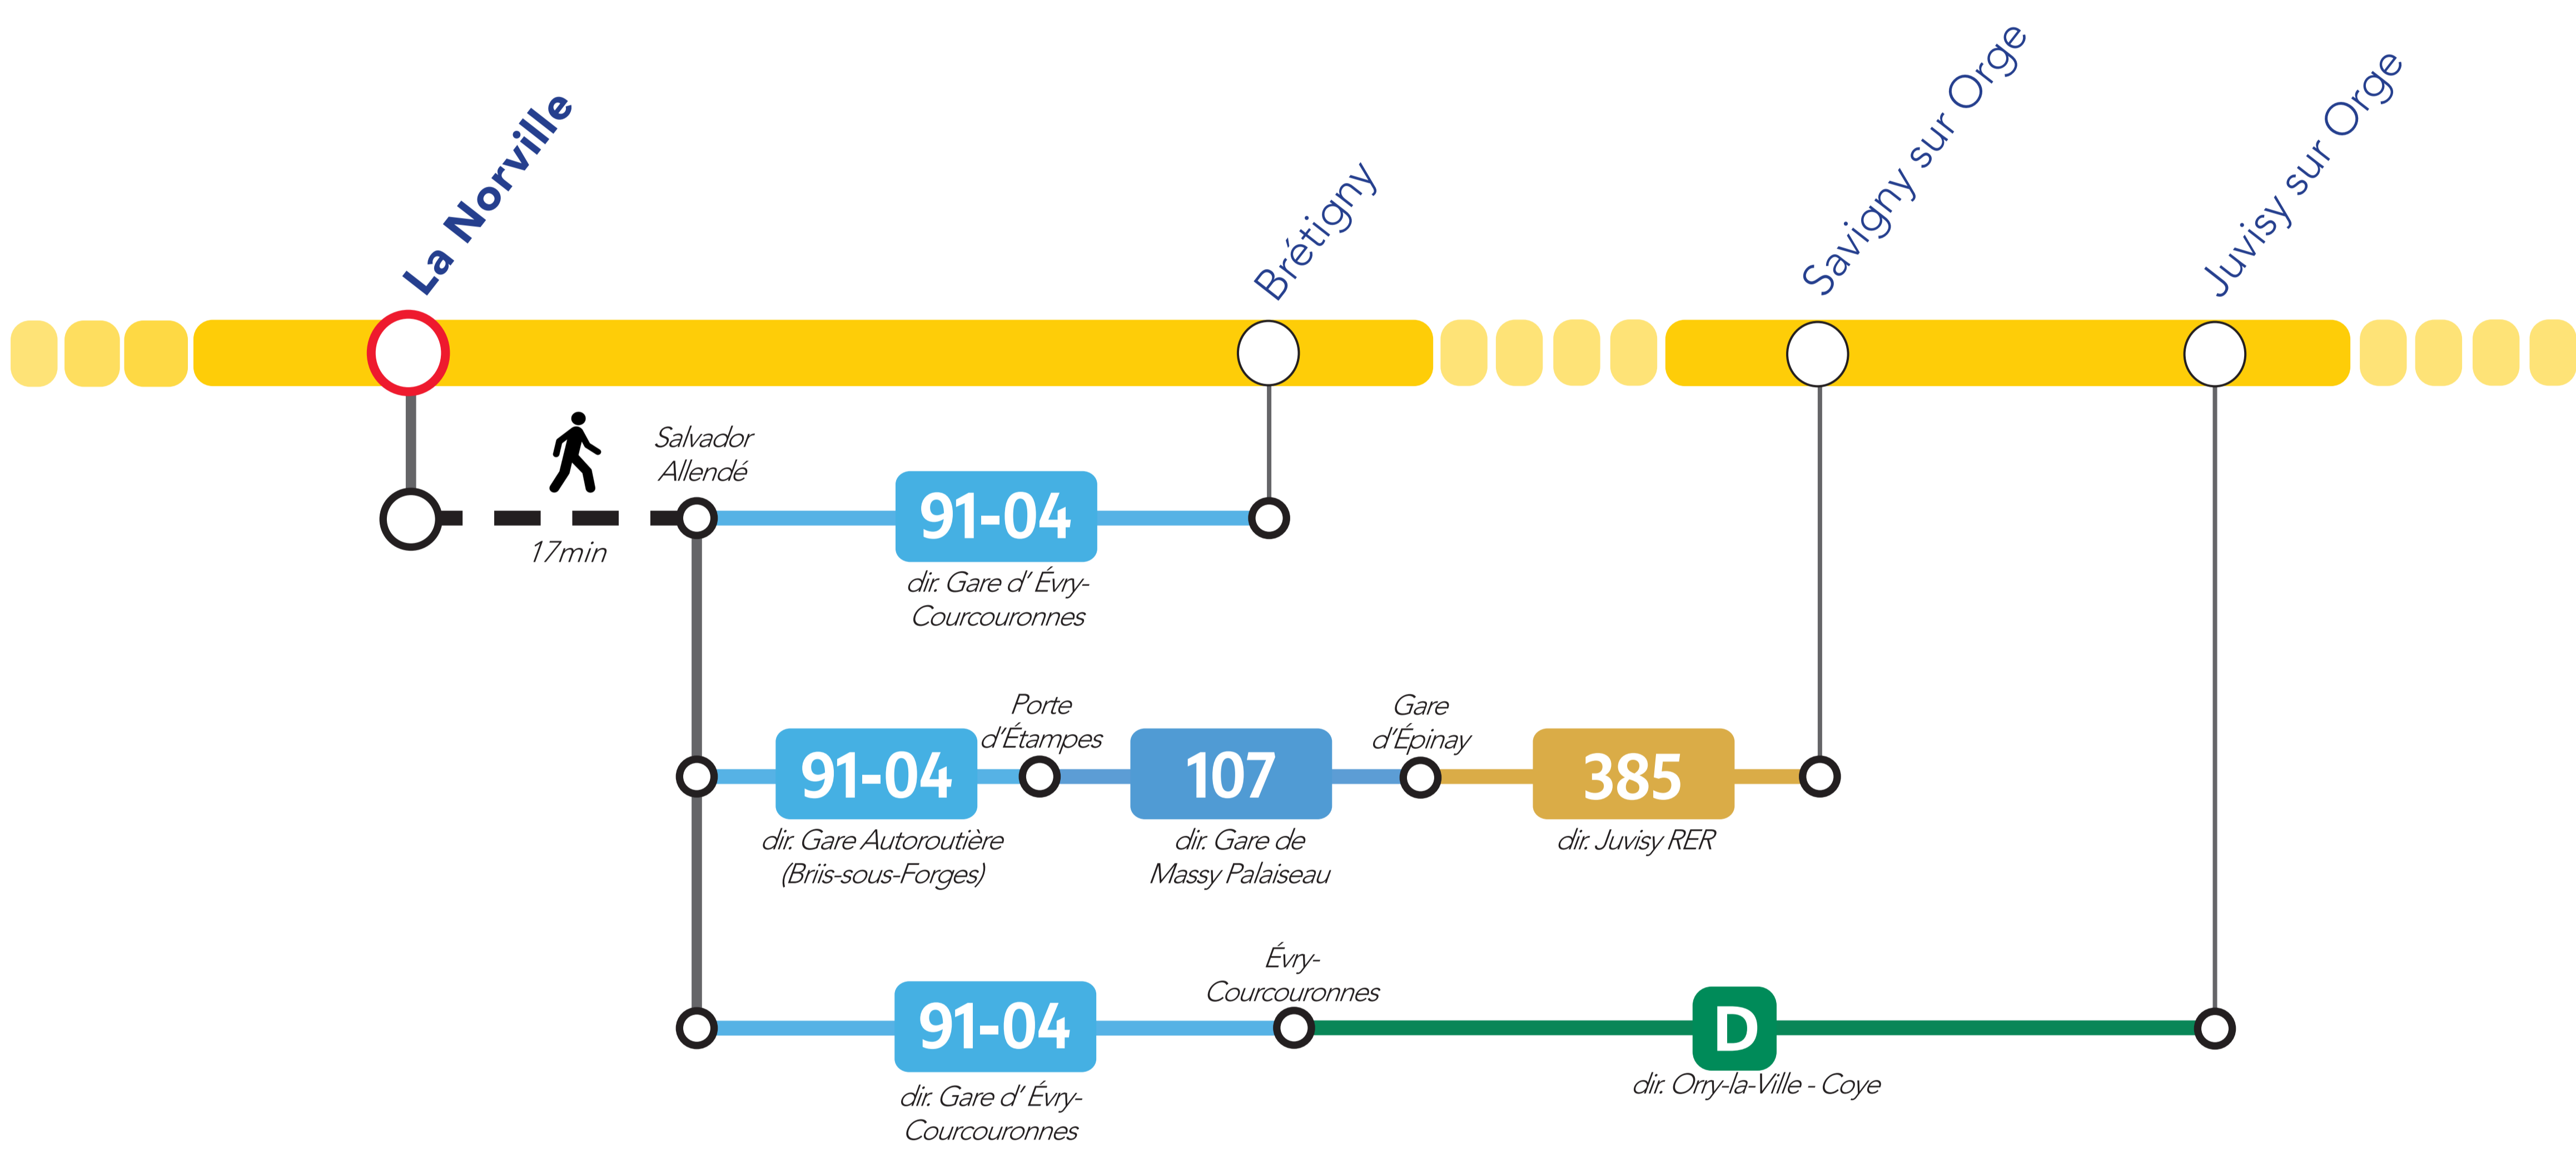 La Norville
Brétigny
Savigny sur Orge
Juvisy sur Orge
Salvador
Allendé
17min
91-04
dir. Gare d' Évry-
Courcouronnes
Porte
d'Étampes
Gare
d'Épinay
91-04
107
385
dir. Gare Autoroutière
(Briis-sous-Forges)
dir. Gare de
Massy Palaiseau
dir. Juvisy RER
Évry-
Courcouronnes
91-04
D
dir. Gare d' Évry-
Courcouronnes
dir. Orry-la-Ville - Coye